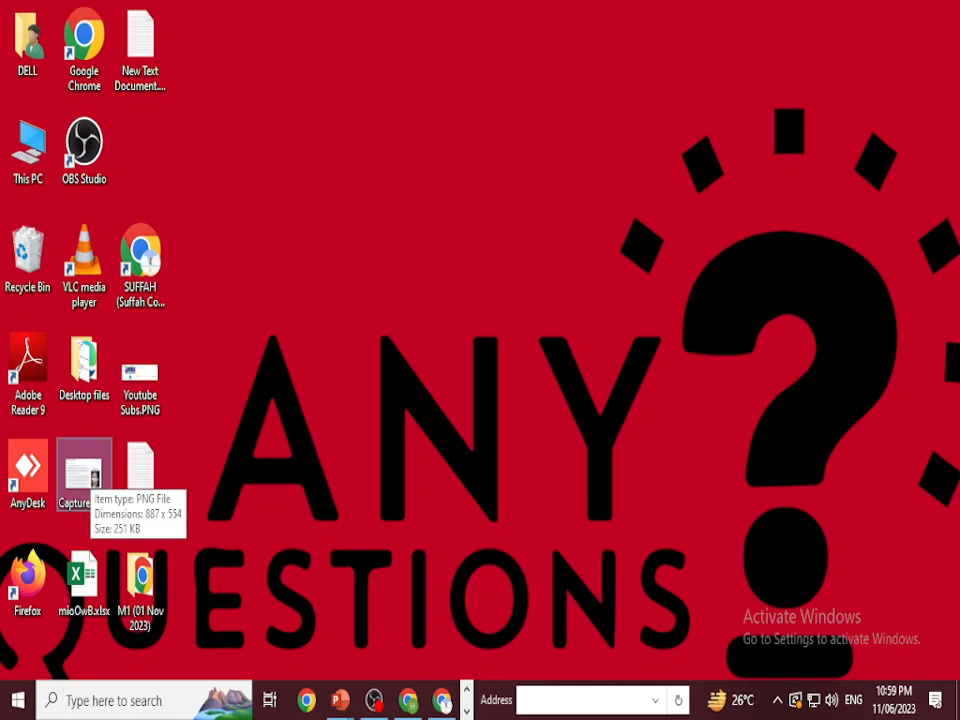 DELL
Google
Chrome
New Text
Document....
This PC
OBS Studio
Recycle Bin
VLC media
player
SUFFAH
(Suffah Co...
Adobe
Reader 9
Desktop files
Youtube
Subs.PNG
AnyDesk
Capture
Item type: PNG File
Dimensions: 887 x 554
Size: 251 KB
Firefox
mioOwB.xlsx
M1 (01 Nov
2023)
ANY
QUESTIONS
?
Activate Windows
Go to Settings to activate Windows.
Type here to search
Address
26°C
ENG
10:59 PM
11/06/2023